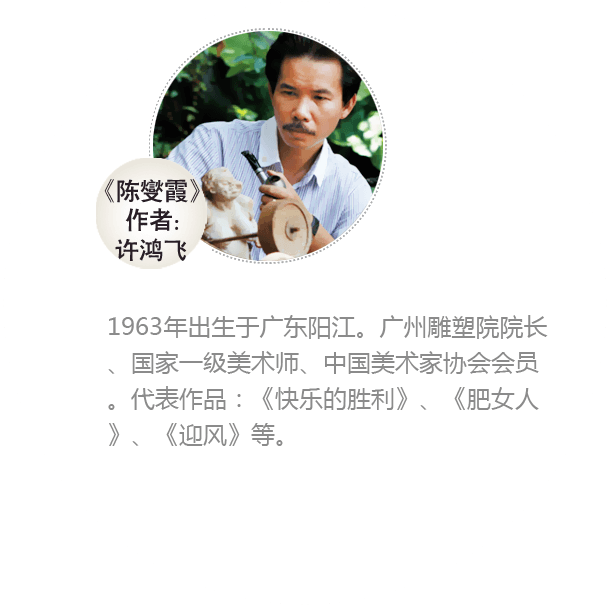 《陈燮霞》
作者:
许鸿飞
1963年出生于广东阳江。广州雕塑院院长
、国家一级美术师、中国美术家协会会员
。代表作品：《快乐的胜利》、《肥女人
》、《迎风》等。